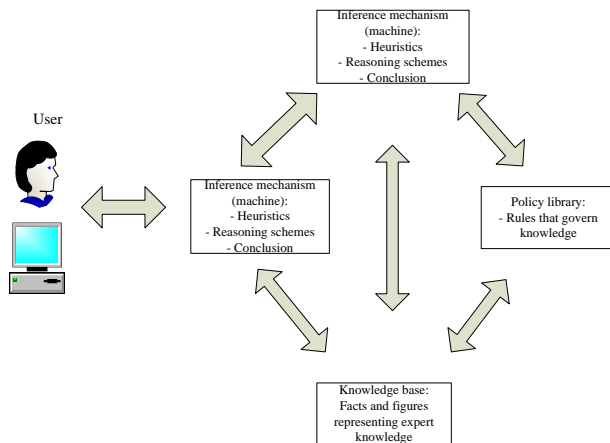 Inference mechanism
(machine):
- Heuristics
- Reasoning schemes
- Conclusion
User
Inference mechanism
(machine):
- Heuristics
- Reasoning schemes
- Conclusion
Policy library:
- Rules that govern
knowledge
Knowledge base:
Facts and figures
representing expert
knowledge